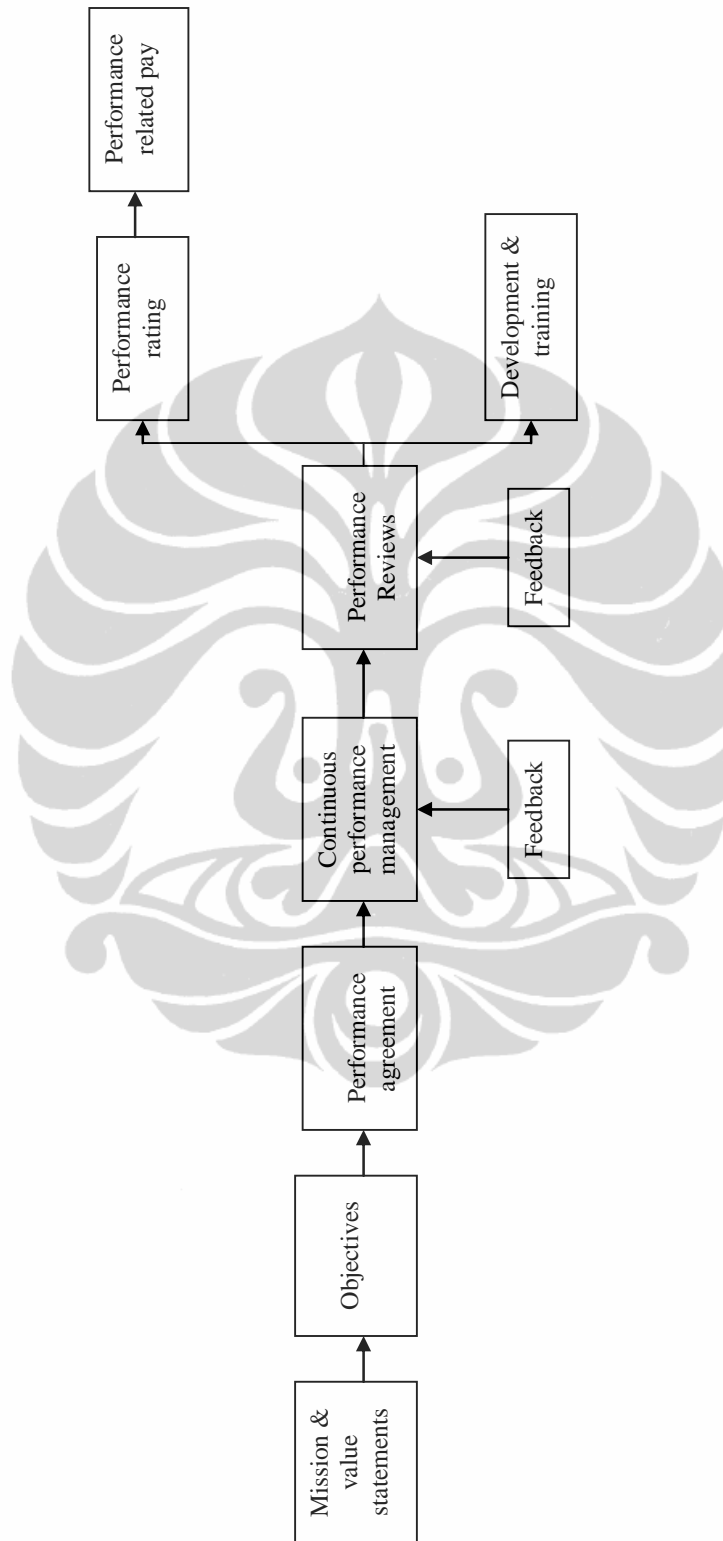 Mission &
value
statements
Objectives
Performance
agreement
Continuous
performance
management
Feedback
Performance
Reviews
Feedback
Performance
rating
Performance
related pay
Development &
training